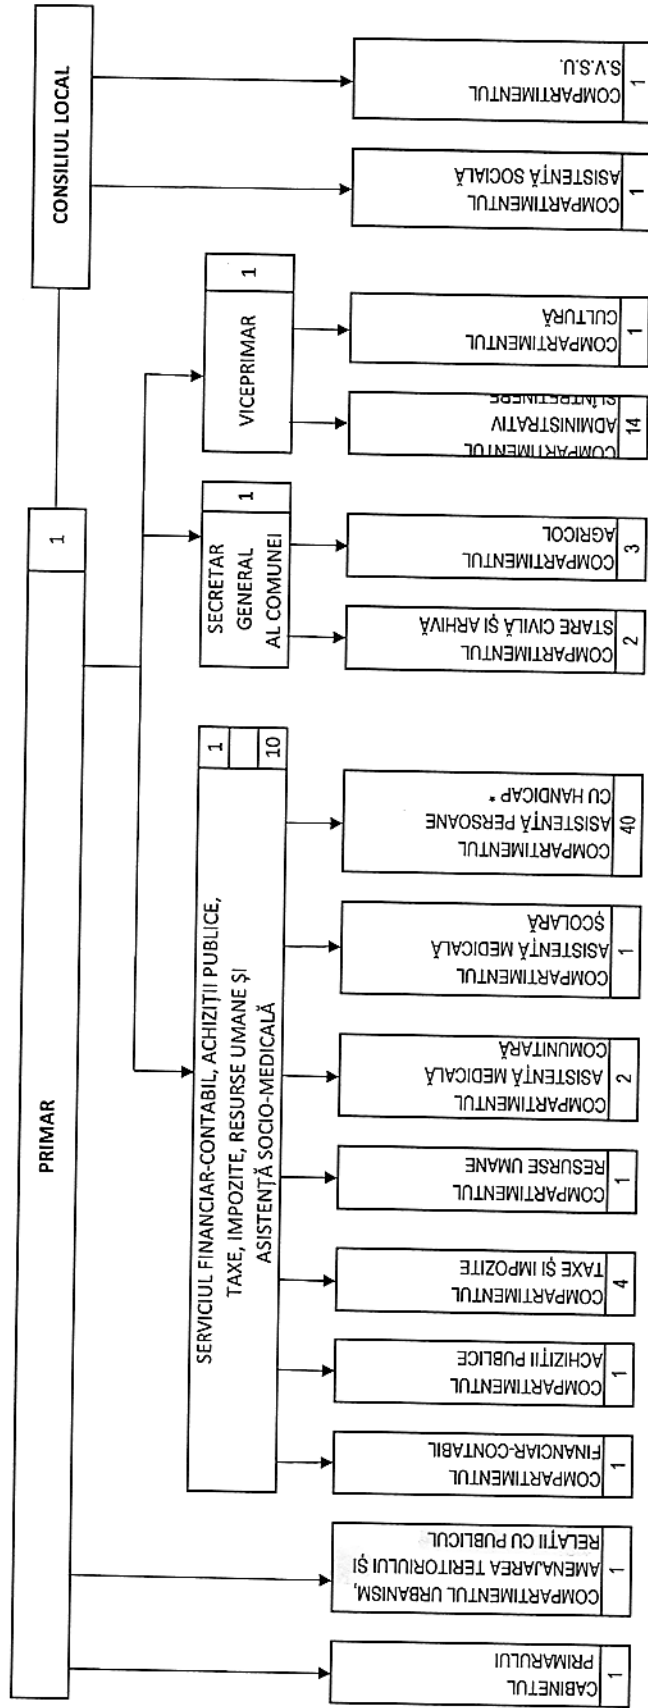 PRIMAR
1
CONSILIUL LOCAL
SERVICIUL FINANCIAR-CONTABIL, ACHIZIȚII PUBLICE,
TAXE, IMPOZITE, RESURSE UMANE ȘI
ASISTENȚĂ SOCIO-MEDICALĂ
1
10
SECRETAR
GENERAL
AL COMUNEI
1
VICEPRIMAR
1
CABINETUL
PRIMARULUI
1
COMPARTIMENTUL URBANISM,
AMENAJAREA TERITORIULUI ȘI
RELAȚII CU PUBLICUL
1
COMPARTIMENTUL
FINANCIAR-CONTABIL
1
COMPARTIMENTUL
ACHIZIȚII PUBLICE
1
COMPARTIMENTUL
TAXE ȘI IMPOZITE
4
COMPARTIMENTUL
RESURSE UMANE
1
COMPARTIMENTUL
ASISTENȚĂ MEDICALĂ
COMUNITARĂ
2
COMPARTIMENTUL
ASISTENȚĂ MEDICALĂ
ȘCOLARĂ
1
COMPARTIMENTUL
ASISTENȚĂ PERSOANE
CU HANDICAP *
40
COMPARTIMENTUL
STARE CIVILĂ ȘI ARHIVĂ
2
COMPARTIMENTUL
AGRICOL
3
COMPARTIMENTUL
ADMINISTRATIV
ȘI ÎNTREȚINERE
14
COMPARTIMENTUL
CULTURĂ
1
COMPARTIMENTUL
ASISTENȚĂ SOCIALĂ
1
COMPARTIMENTUL
S.V.S.U.
1